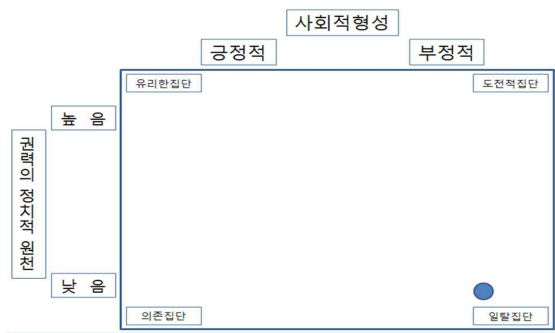 사회적형성
긍정적
부정적
유리한집단
도전적집단
높 음
권력의 정치적 원천
낮 음
의존집단
일탈집단